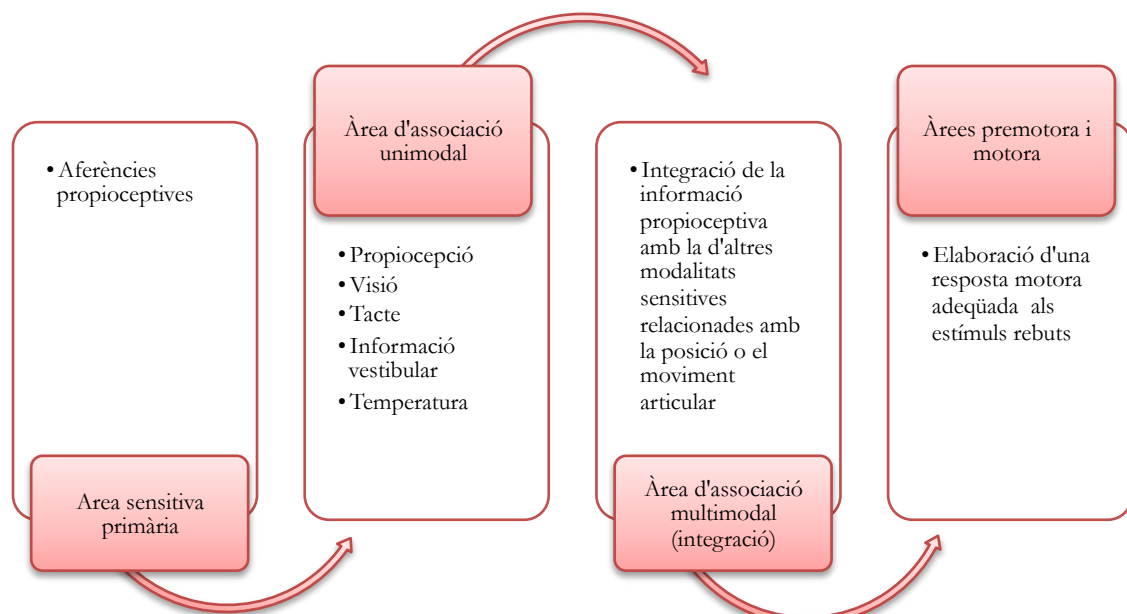 • Aferències
propioceptives
Area sensitiva
primària
Àrea d'associació
unimodal
• Propiocepció
• Visió
• Tacte
• Informació
vestibular
• Temperatura
• Integració de la
informació
propioceptiva
amb la d'altres
modalitats
sensitives
relacionades amb
la posició o el
moviment
articular
Àrea d'associació
multimodal
(integració)
Àrees premotora i
motora
• Elaboració d'una
resposta motora
adeqüada als
estímuls rebuts